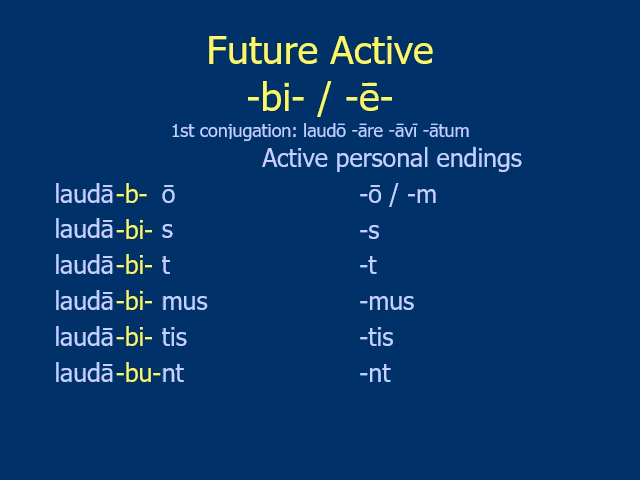 Future Active
-bi- / -ē-
1st conjugation: laudō -āre -āvī -ātum
Active personal endings
laudā-b- ō -ō / -m
laudā-bi- s -s
laudā-bi- t -t
laudā-bi- mus -mus
laudā-bi- tis -tis
laudā-bu-nt -nt